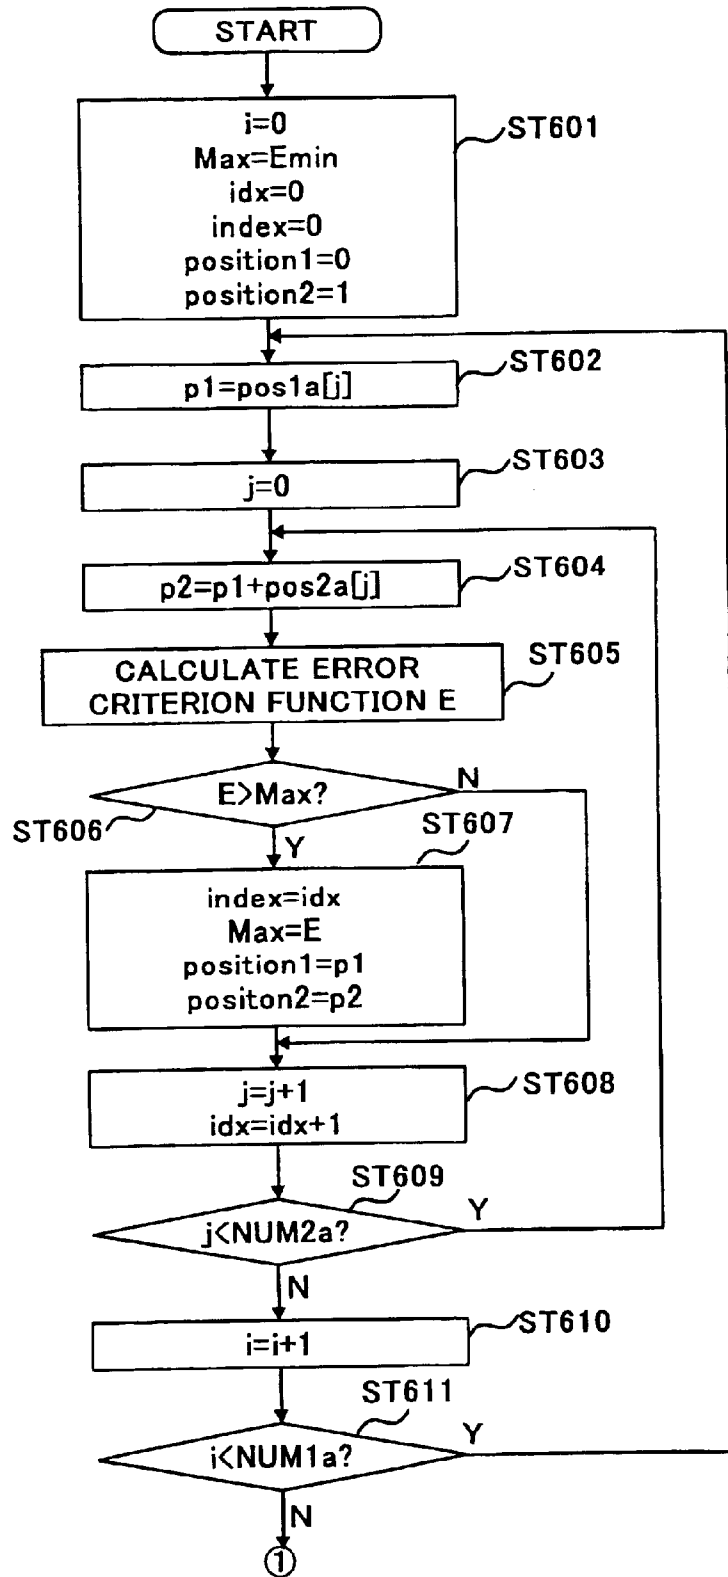 START
i=0
Max=Emin
idx=0
index=0
position1=0
position2=1
ST601
p1=pos1a[j]
ST602
j=0
ST603
p2=p1+pos2a[j]
ST604
CALCULATE ERROR
CRITERION FUNCTION E
ST605
E>Max?
N
ST606
Y
ST607
index=idx
Max=E
position1=p1
positon2=p2
j=j+1
idx=idx+1
ST608
ST609
j<NUM2a?
Y
N
i=i+1
ST610
ST611
i<NUM1a?
Y
N
①